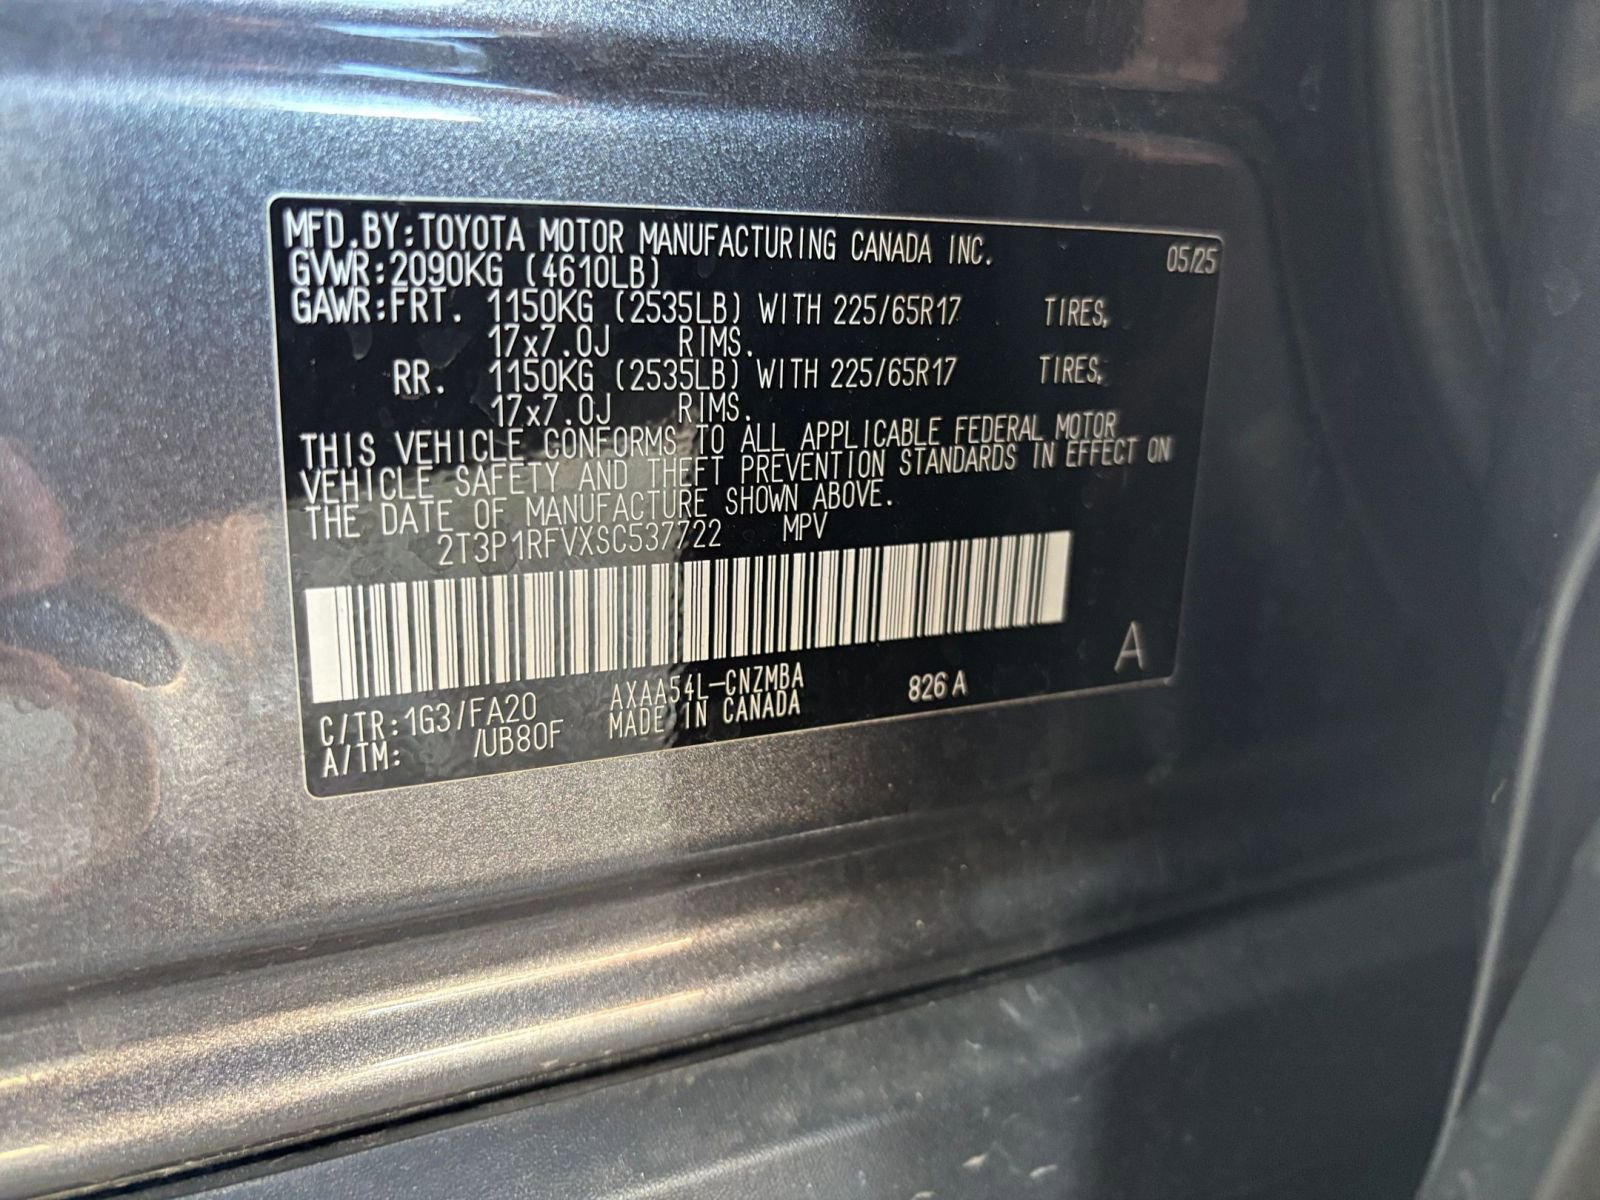 MFD.BY:TOYOTA MOTOR MANUFACTURING CANADA INC. 05/25
GVWR:2090KG (4610LB)
GAWR:FRT. 1150KG (2535LB) WITH 225/65R17 TIRES,
17x7.0J RIMS.
RR. 1150KG (2535LB) WITH 225/65R17 TIRES,
17x7.0J RIMS.
THIS VEHICLE CONFORMS TO ALL APPLICABLE FEDERAL MOTOR
VEHICLE SAFETY AND THEFT PREVENTION STANDARDS IN EFFECT ON
THE DATE OF MANUFACTURE SHOWN ABOVE.
2T3P1RFVXSC537722 MPV
C/TR:1G3/FA20 AXAA54L-CNZMBA 826A A
A/TM: /UB80F MADE IN CANADA